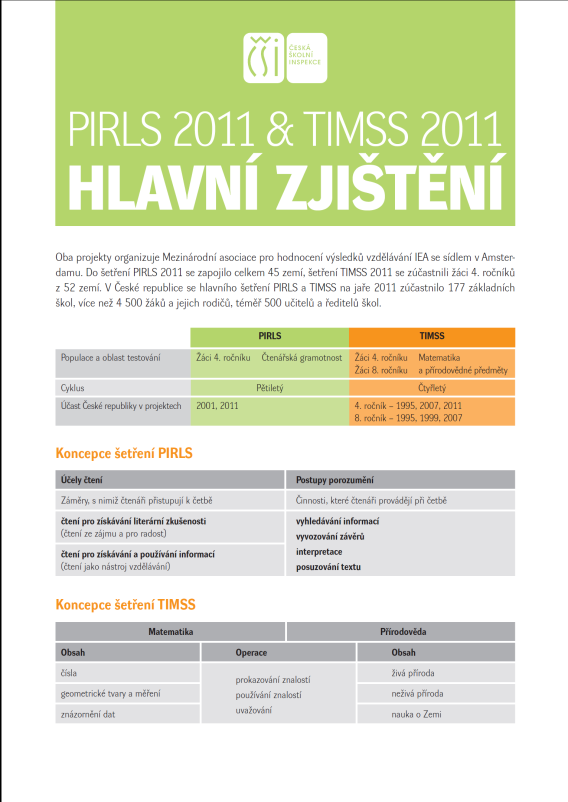 ČESKÁ
ŠKOLNÍ
INSPEKCE
PIRLS 2011 & TIMSS 2011
HLAVNÍ ZJIŠTĚNÍ
Oba projekty organizuje Mezinárodní asociace pro hodnocení výsledků vzdělávání IEA se sídlem v Amster-
damu. Do šetření PIRLS 2011 se zapojilo celkem 45 zemí, šetření TIMSS 2011 se zúčastnili žáci 4. ročníků
z 52 zemí. V České republice se hlavního šetření PIRLS a TIMSS na jaře 2011 zúčastnilo 177 základních
škol, více než 4 500 žáků a jejich rodičů, téměř 500 učitelů a ředitelů škol.
PIRLS TIMSS
Populace a oblast testování Žáci 4. ročníku Čtenářská gramotnost Žáci 4. ročníku Matematika
Žáci 8. ročníku a přírodovědné předměty
Cyklus Pětiletý Čtyřletý
Účast České republiky v projektech 2001, 2011 4. ročník – 1995, 2007, 2011
8. ročník – 1995, 1999, 2007
Koncepce šetření PIRLS
Účely čtení Postupy porozumění
Záměry, s nimiž čtenáři přistupují k četbě Činnosti, které čtenáři provádějí při četbě
čtení pro získávání literární zkušenosti vyhledávání informací
(čtení ze zájmu a pro radost) vyvozování závěrů
čtení pro získávání a používání informací interpretace
(čtení jako nástroj vzdělávání) posuzování textu
Koncepce šetření TIMSS
Matematika Přírodověda
Obsah Operace Obsah
čísla prokazování znalostí živá příroda
geometrické tvary a měření používání znalostí neživá příroda
znázornění dat uvažování nauka o Zemi